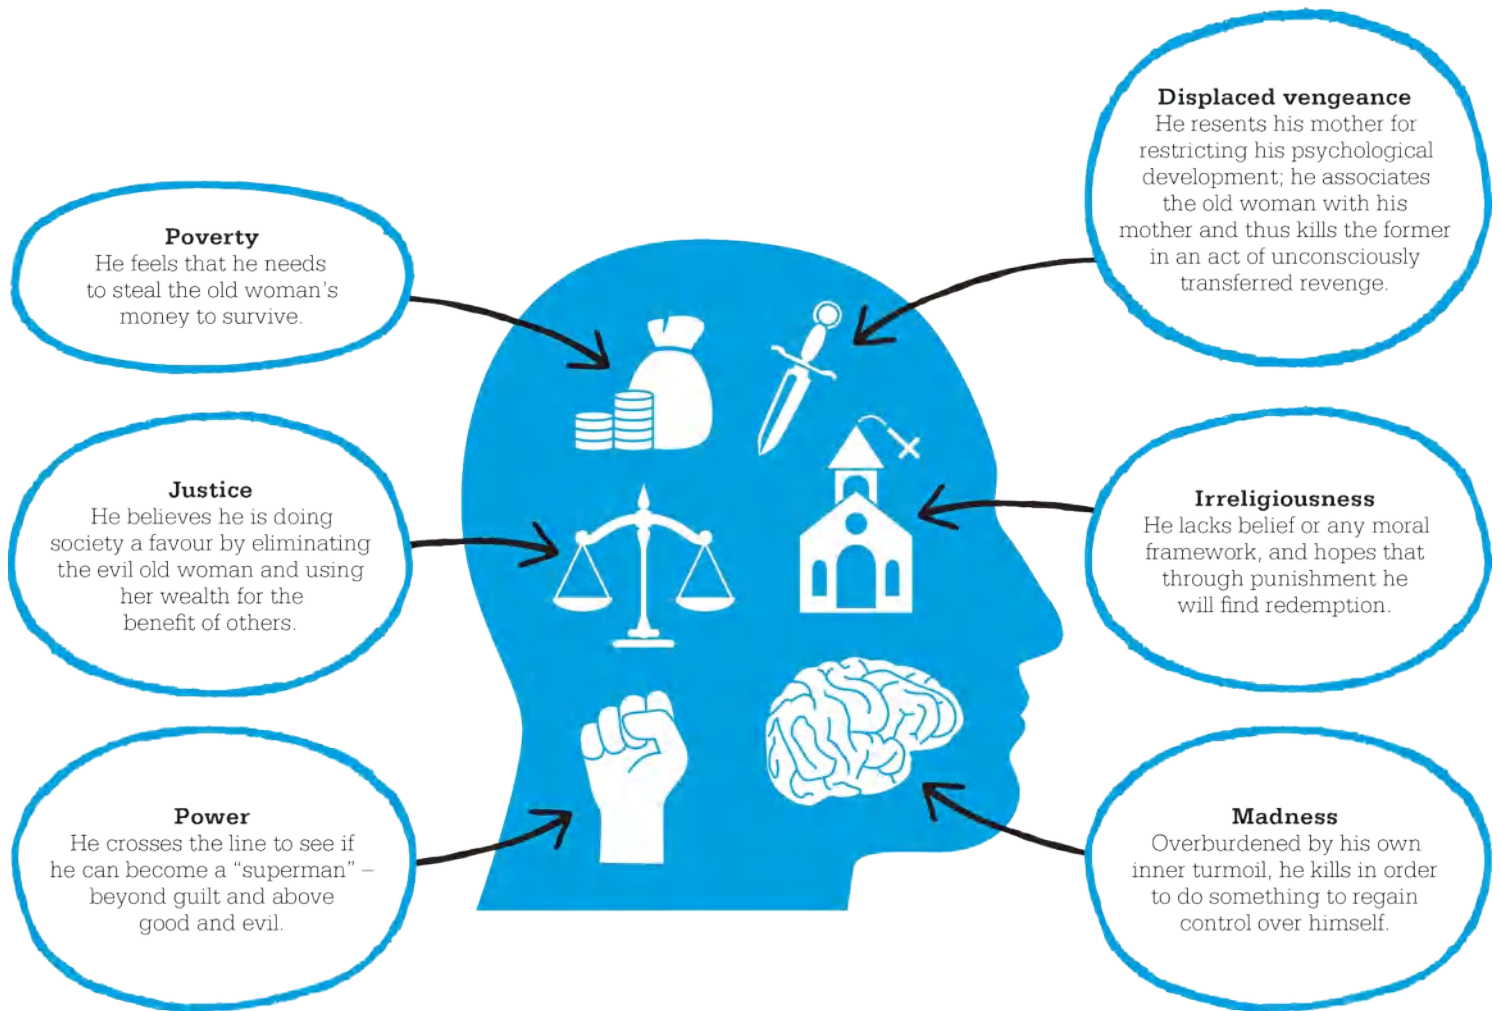 Poverty
He feels that he needs
to steal the old woman's
money to survive.
Justice
He believes he is doing
society a favour by eliminating
the evil old woman and using
her wealth for the
benefit of others.
Power
He crosses the line to see if
he can become a “superman” –
beyond guilt and above
good and evil.
Displaced vengeance
He resents his mother for
restricting his psychological
development; he associates
the old woman with his
mother and thus kills the former
in an act of unconsciously
transferred revenge.
Irreligiousness
He lacks belief or any moral
framework, and hopes that
through punishment he
will find redemption.
Madness
Overburdened by his own
inner turmoil, he kills in order
to do something to regain
control over himself.